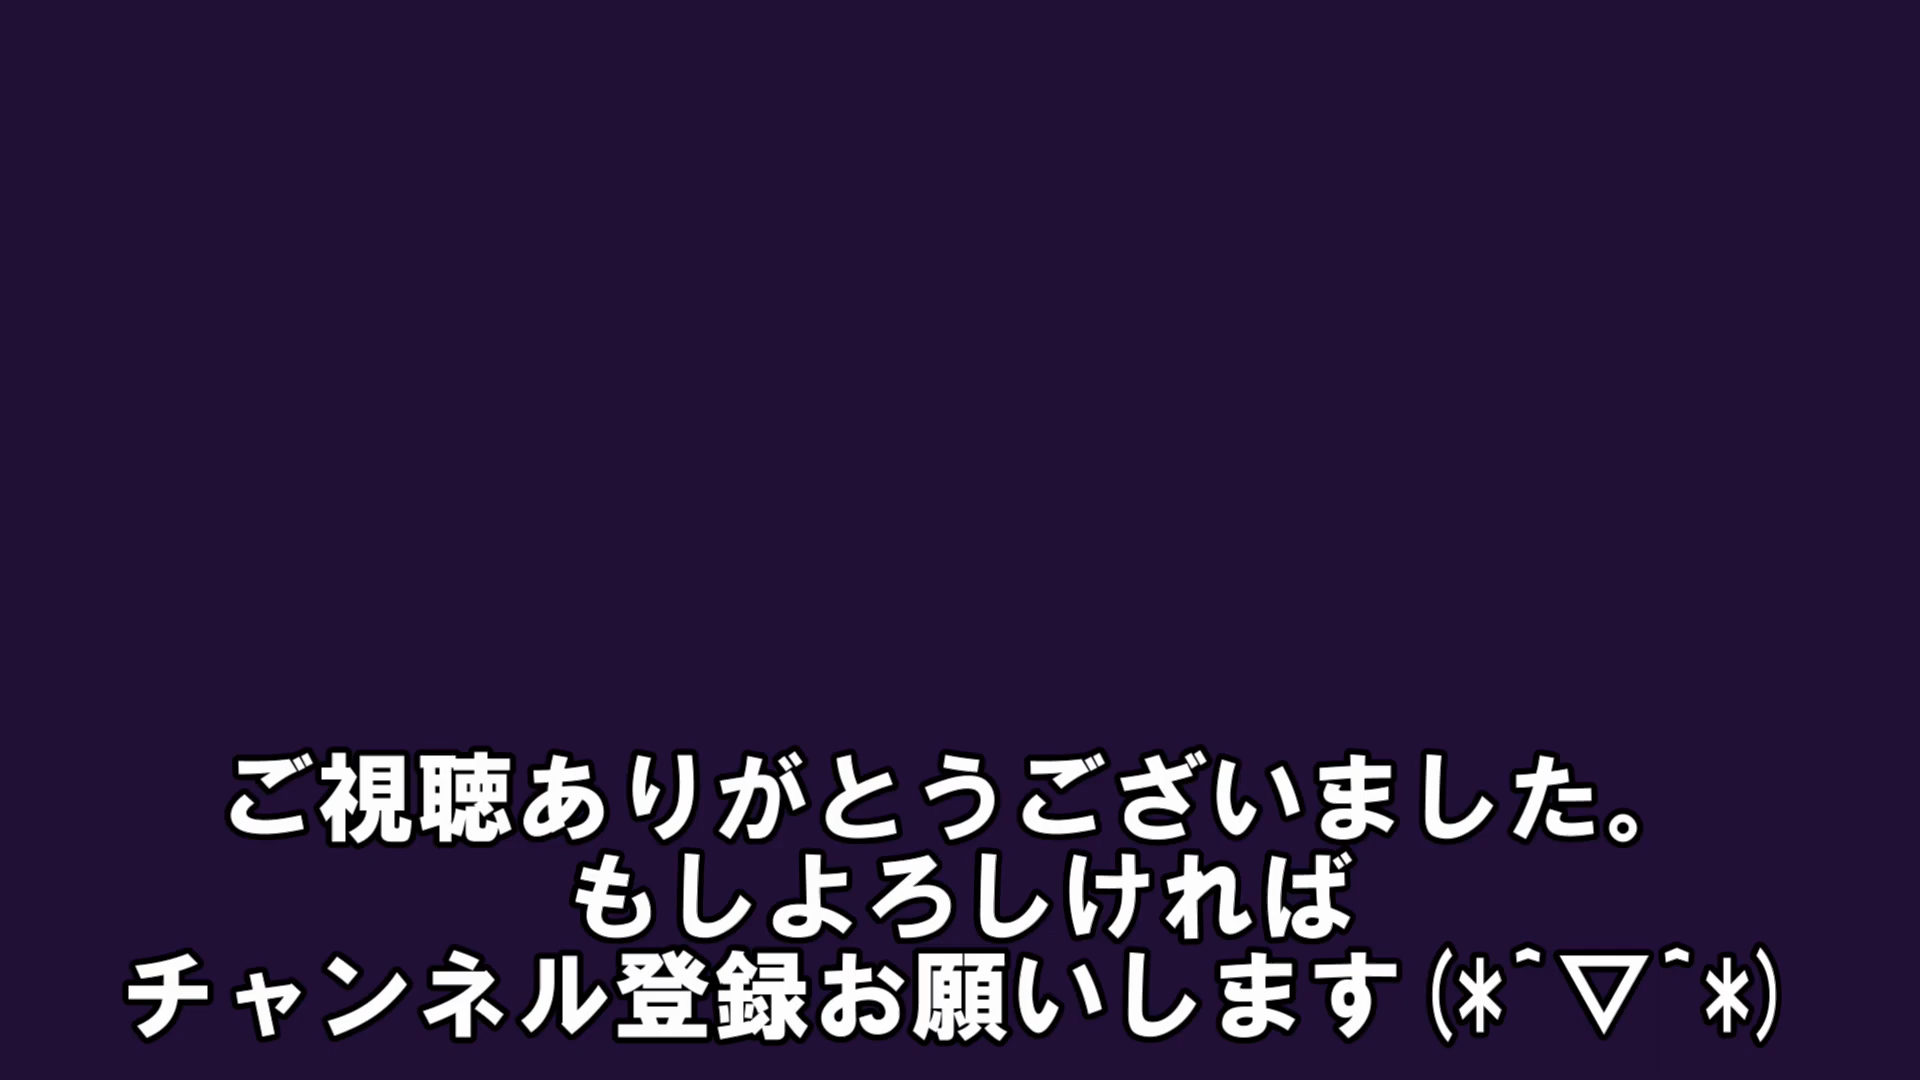 ご視聴ありがとうございました。
もしよろしければ
チャンネル登録お願いします(*ˆ▽ˆ*)